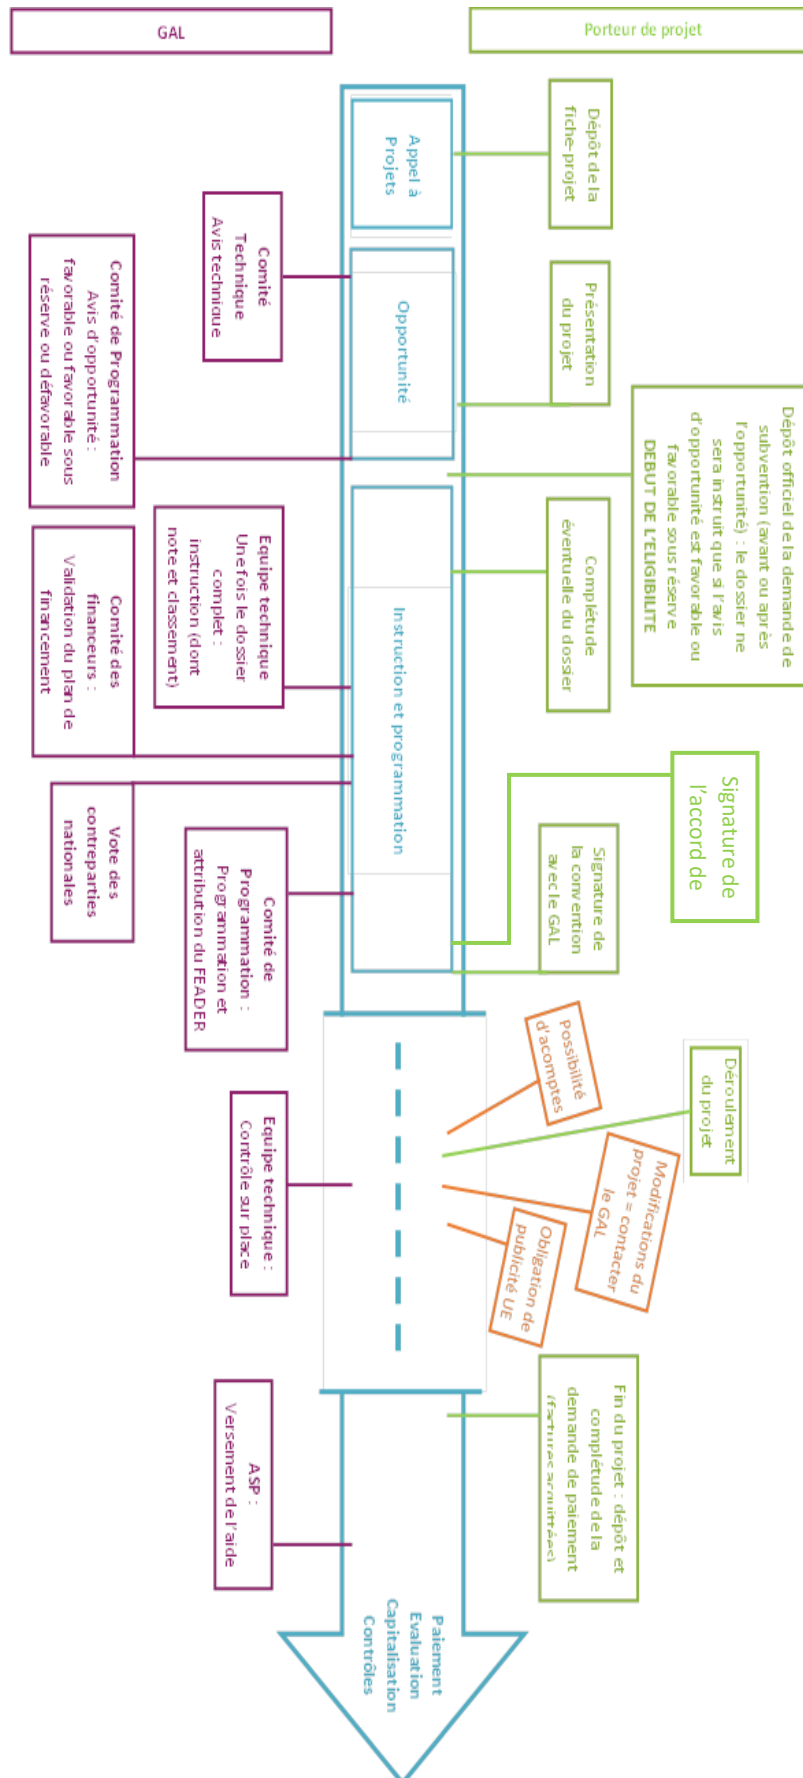 GAL
Porteur de projet
Dépôt de la
fiche-projet
Appel à
Projets
Comité
Technique
Avis technique
Présentation
du projet
Opportunité
Comité de Programmation
Avis d'opportunité :
favorable ou favorable sous
réserve ou défavorable
Dépôt officiel de la demande de
subvention (avant ou après
l'opportunité) : le dossier ne
sera instruit que si l'avis
d'opportunité est favorable ou
favorable sous réserve
DEBUT DE L'ELIGIBILITE
Complétude
éventuelle du dossier
Instruction et programmation
Equipe technique
Une fois le dossier
complet :
instruction (dont
note et classement)
Comité des
financeurs :
Validation du plan de
financement
Vote des
contreparties
nationales
Signature de
l'accord de
Comité de
Programmation :
Programmation et
attribution du FEADER
Signature de
la convention
avec le GAL
Possibilité
d'acomptes
Déroulement
du projet
Modifications du
projet = contacter
le GAL
Obligation de
publicité UE
Equipe technique :
Contrôle sur place
Fin du projet : dépôt et
complétude de la
demande de paiement
(factures acquittées)
ASP :
Versement de l'aide
Paiement
Evaluation
Capitalisation
Contrôles